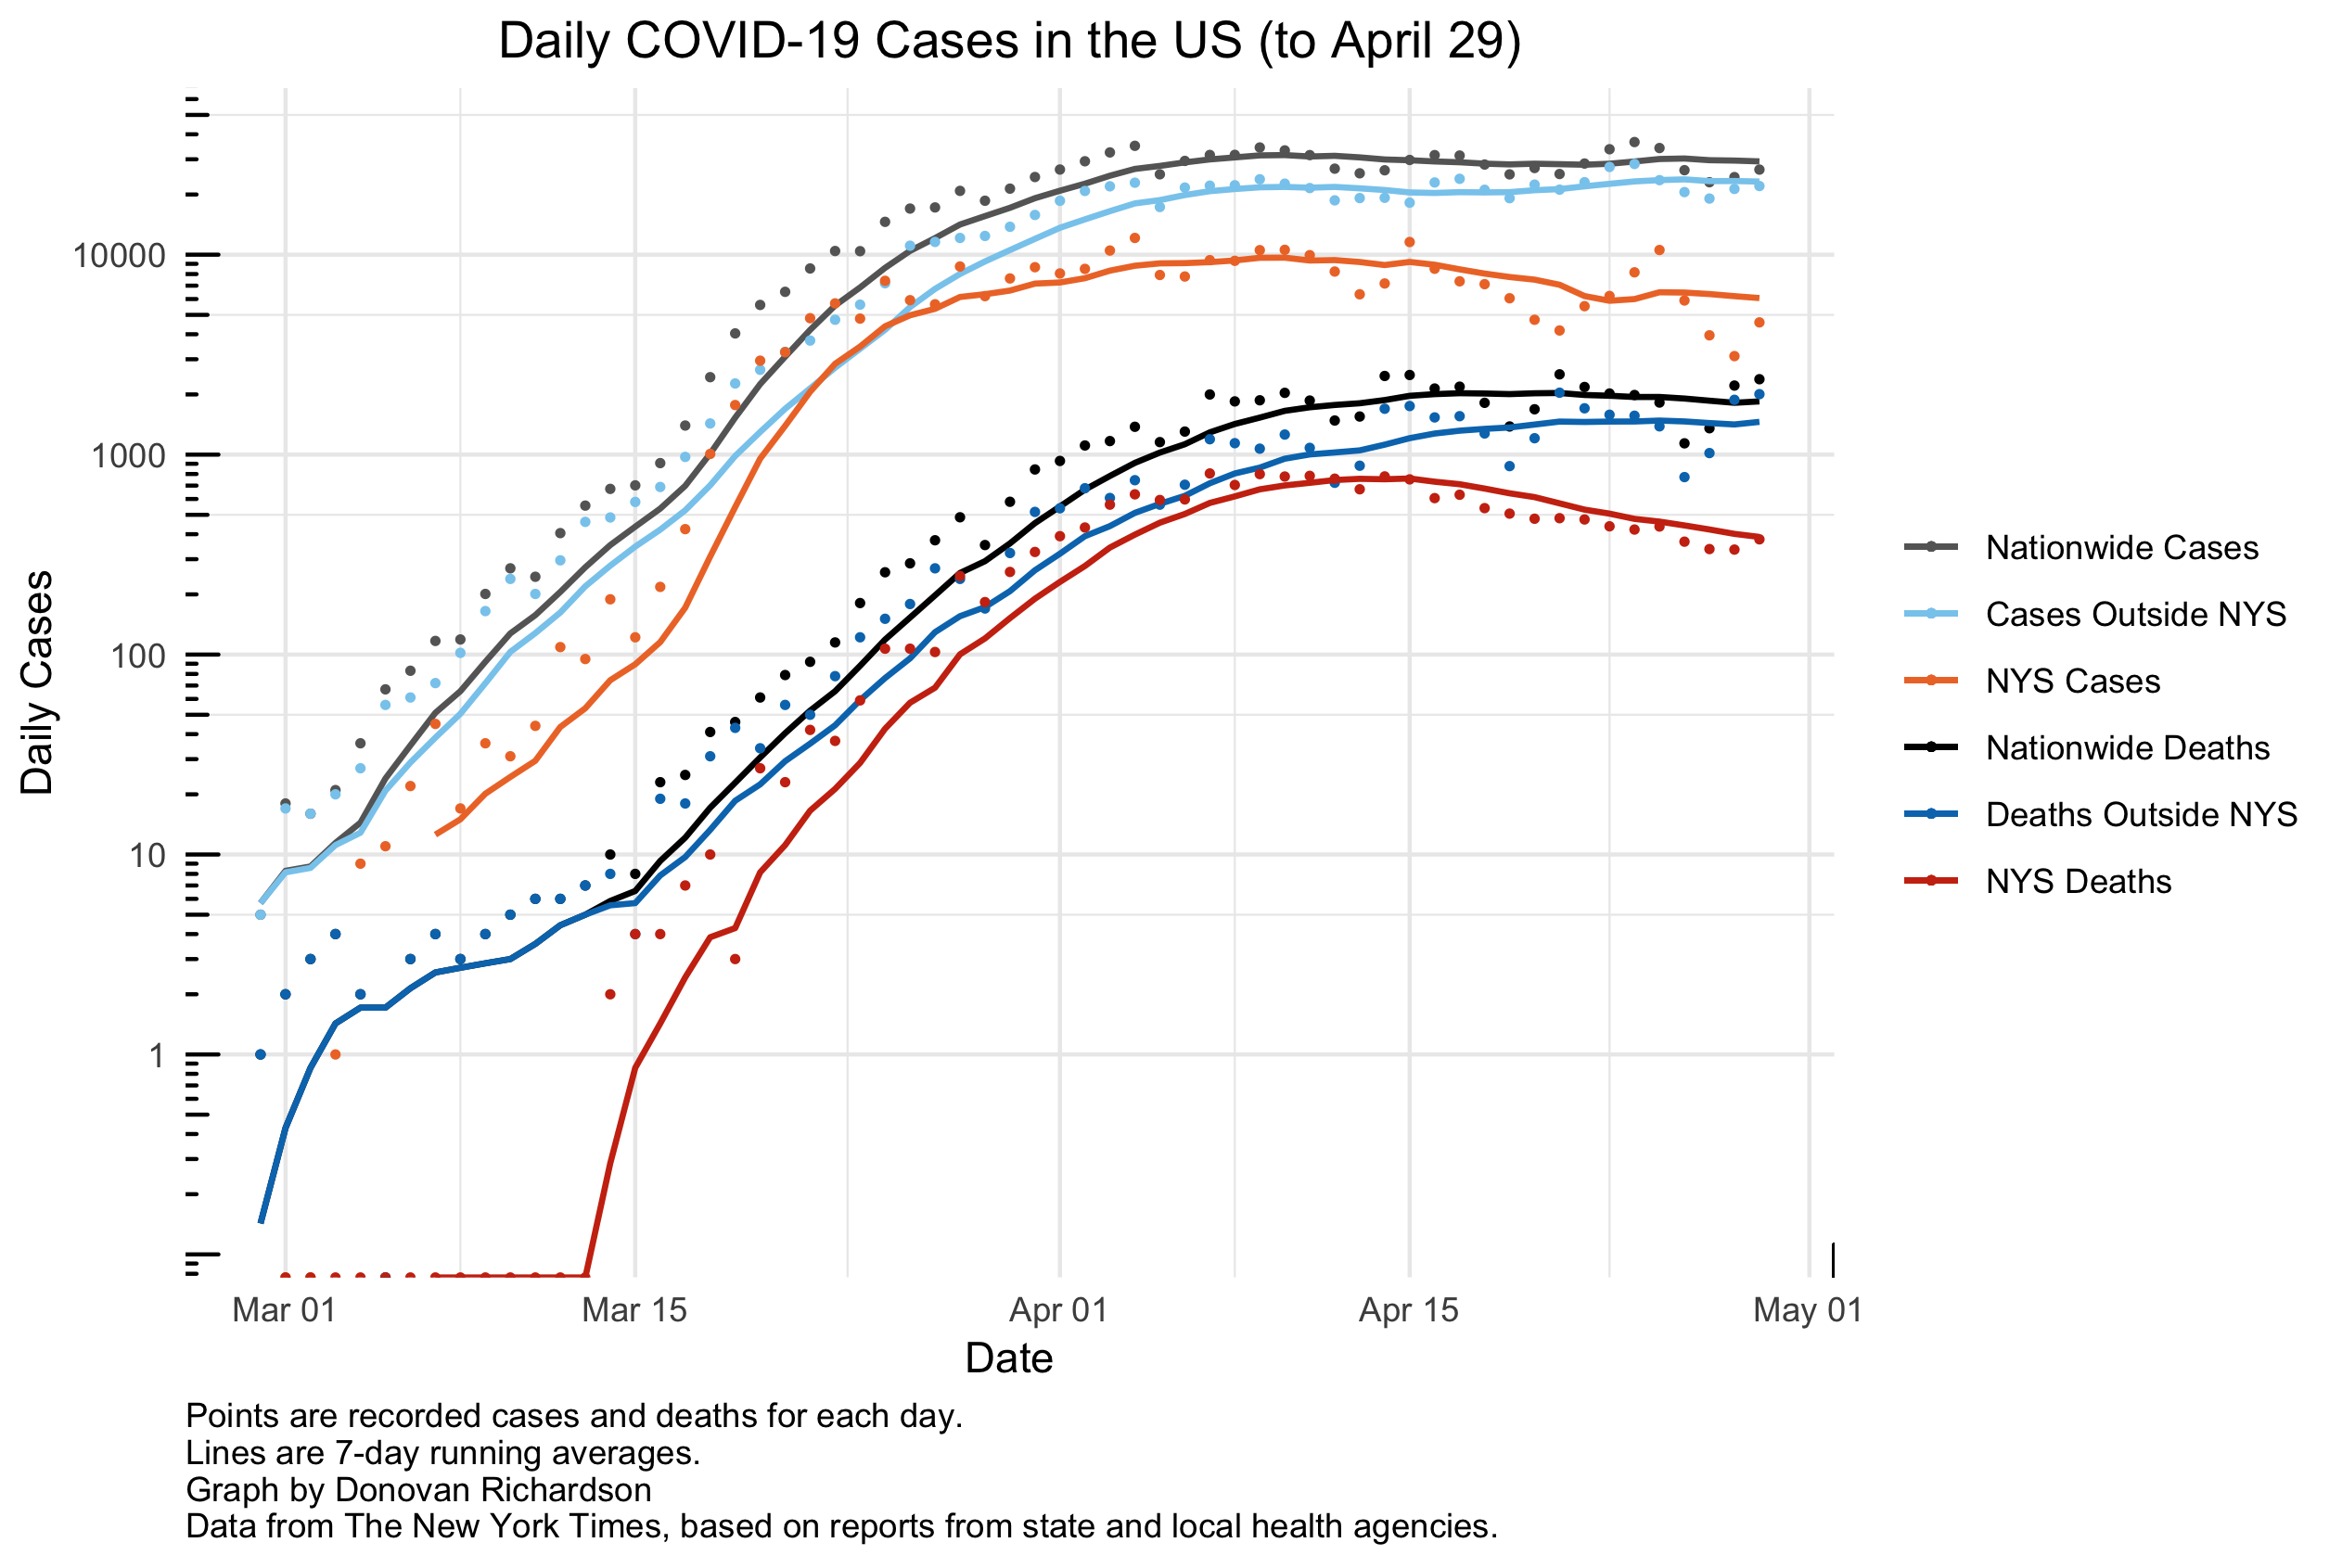 Daily COVID-19 Cases in the US (to April 29)
Daily Cases
10000
1000
100
10
1
Mar 01
Mar 15
Apr 01
Apr 15
May 01
Date
Nationwide Cases
Cases Outside NYS
NYS Cases
Nationwide Deaths
Deaths Outside NYS
NYS Deaths
Points are recorded cases and deaths for each day.
Lines are 7-day running averages.
Graph by Donovan Richardson
Data from The New York Times, based on reports from state and local health agencies.